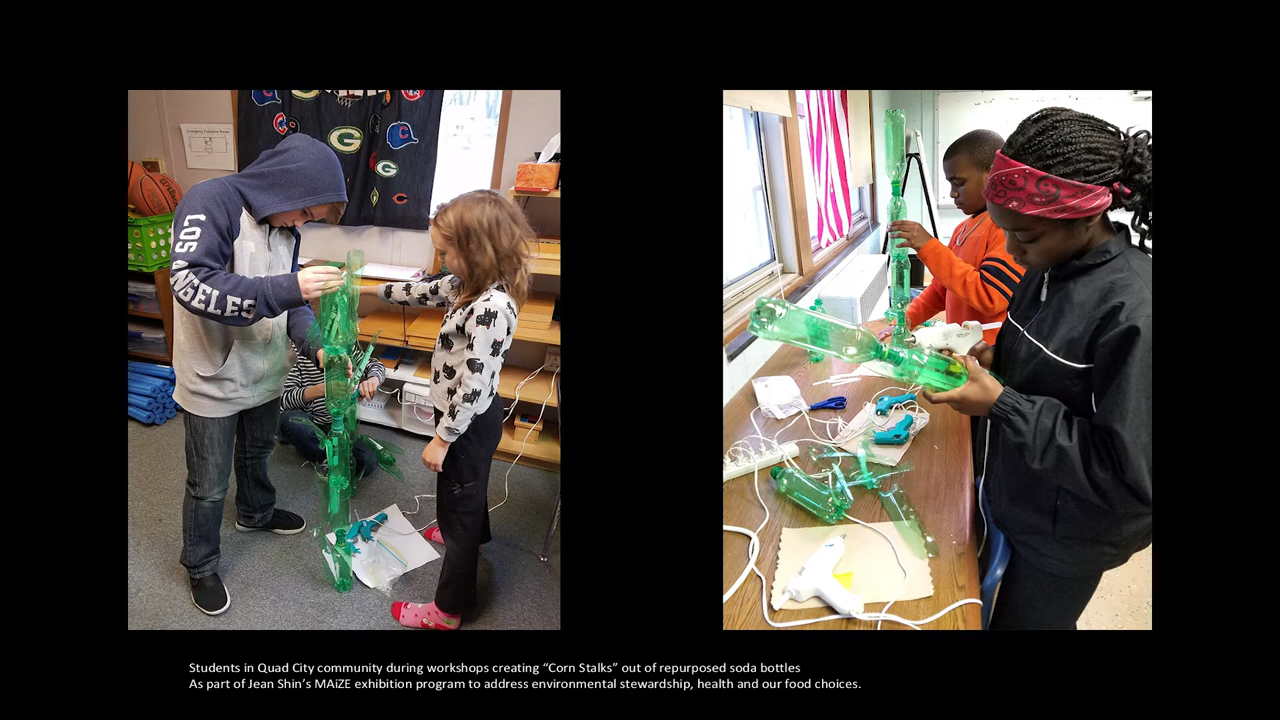 LOS
ANGELES
Students in Quad City community during workshops creating “Corn Stalks” out of repurposed soda bottles
As part of Jean Shin’s MAiZE exhibition program to address environmental stewardship, health and our food choices.